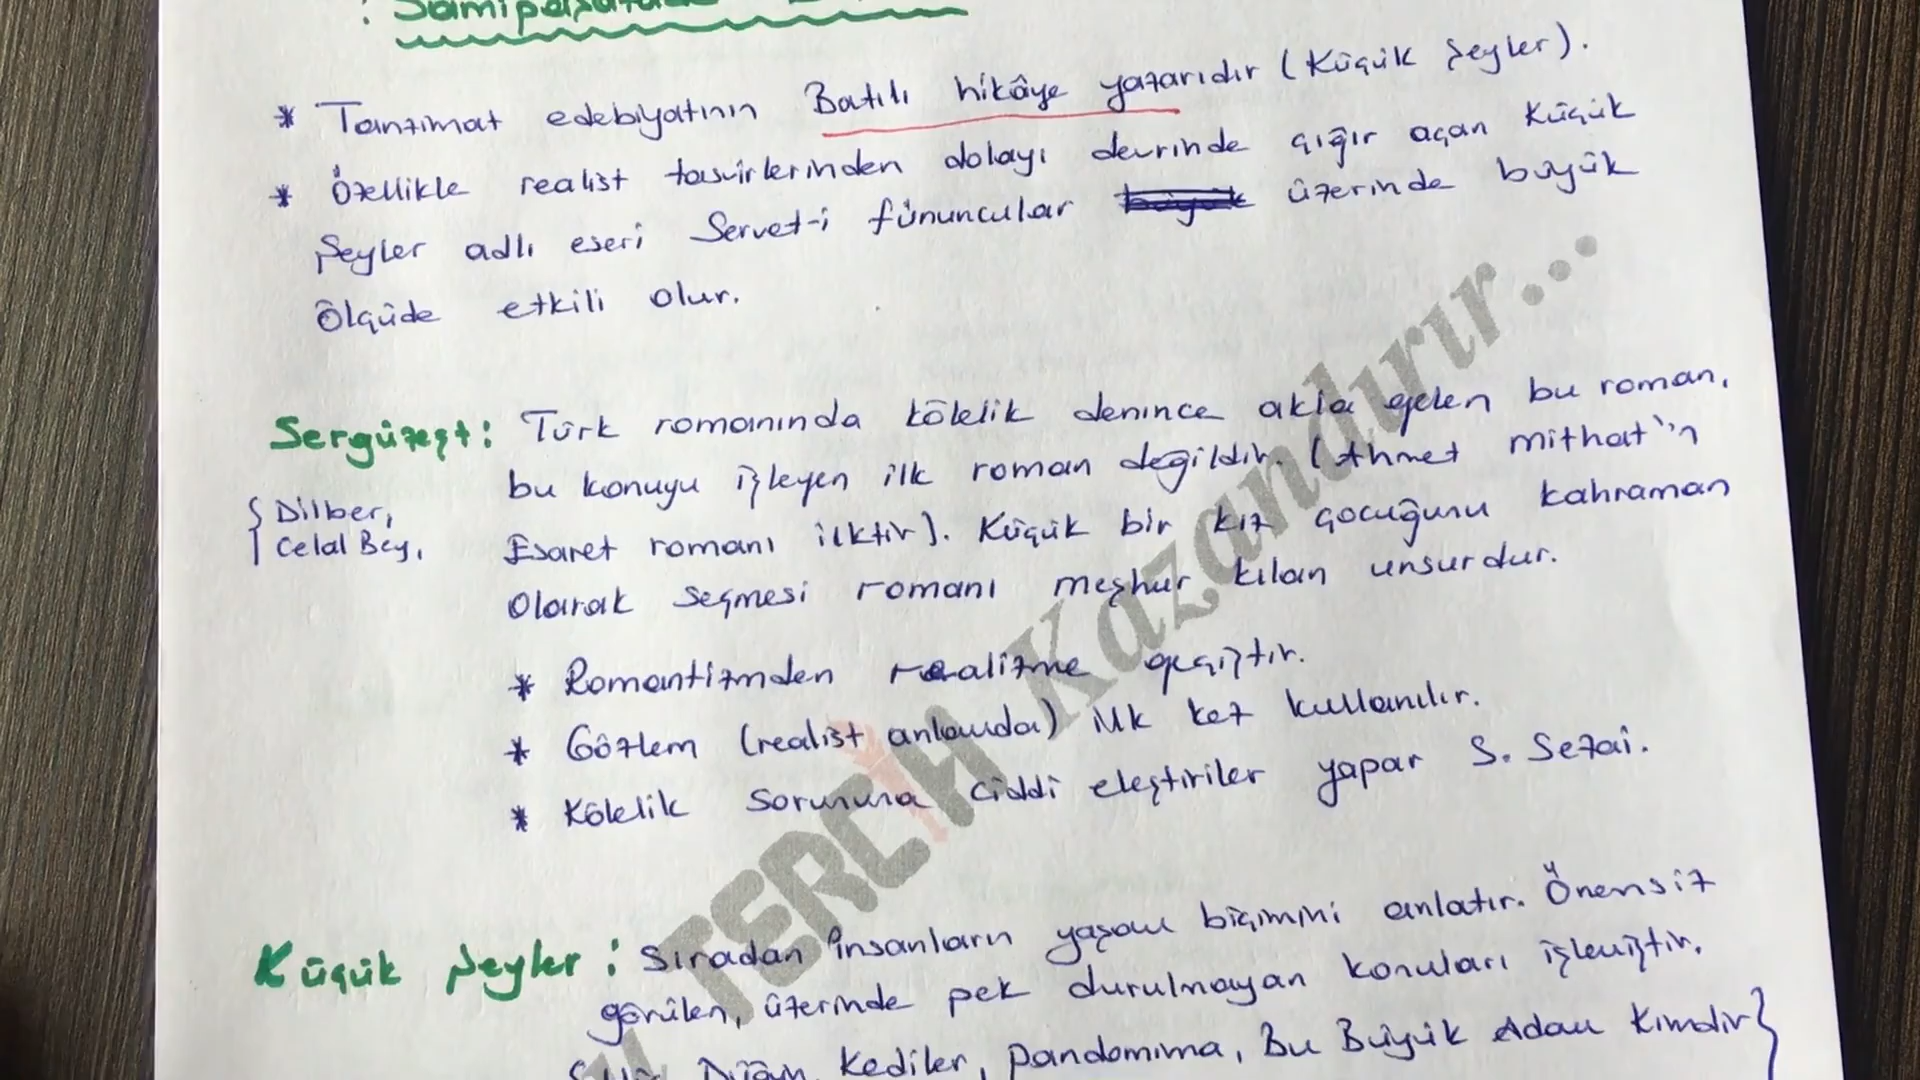 : Samipaşazade
* Tanzimat edebiyatının Batılı hikâye yazarıdır (Küçük Şeyler).
* Özellikle realist tasvirlerinden dolayı devrinde çığır açan Küçük
Şeyler adlı eseri Servet-i fünuncular üzerinde büyük
Ölçüde etkili olur.
Sergüzeşt: Türk romanında kölelik denince akla gelen bu roman,
bu konuyu işleyen ilk roman değildir. (Ahmet mithat'ın
{ Dilber,
Celal Bey,
Esaret romanı ilktir). Küçük bir kız çocuğunu kahraman
Olarak seçmesi romanı meşhur kılan unsurdur.
* Romantizmden realizme geçiştir.
* Gözlem (realist anlamda) ilk kez kullanılır.
* Kölelik sorununa ciddi eleştiriler yapar S. Sezai.
Küçük Şeyler: Sıradan insanların yaşam biçimini anlatır. Önemsiz
görülen, üzerinde pek durulmayan konuları işlemiştir.
Düğün, Kediler, pandomima, Bu Büyük Adam Kimdir}
TERCİH Kazandırır...